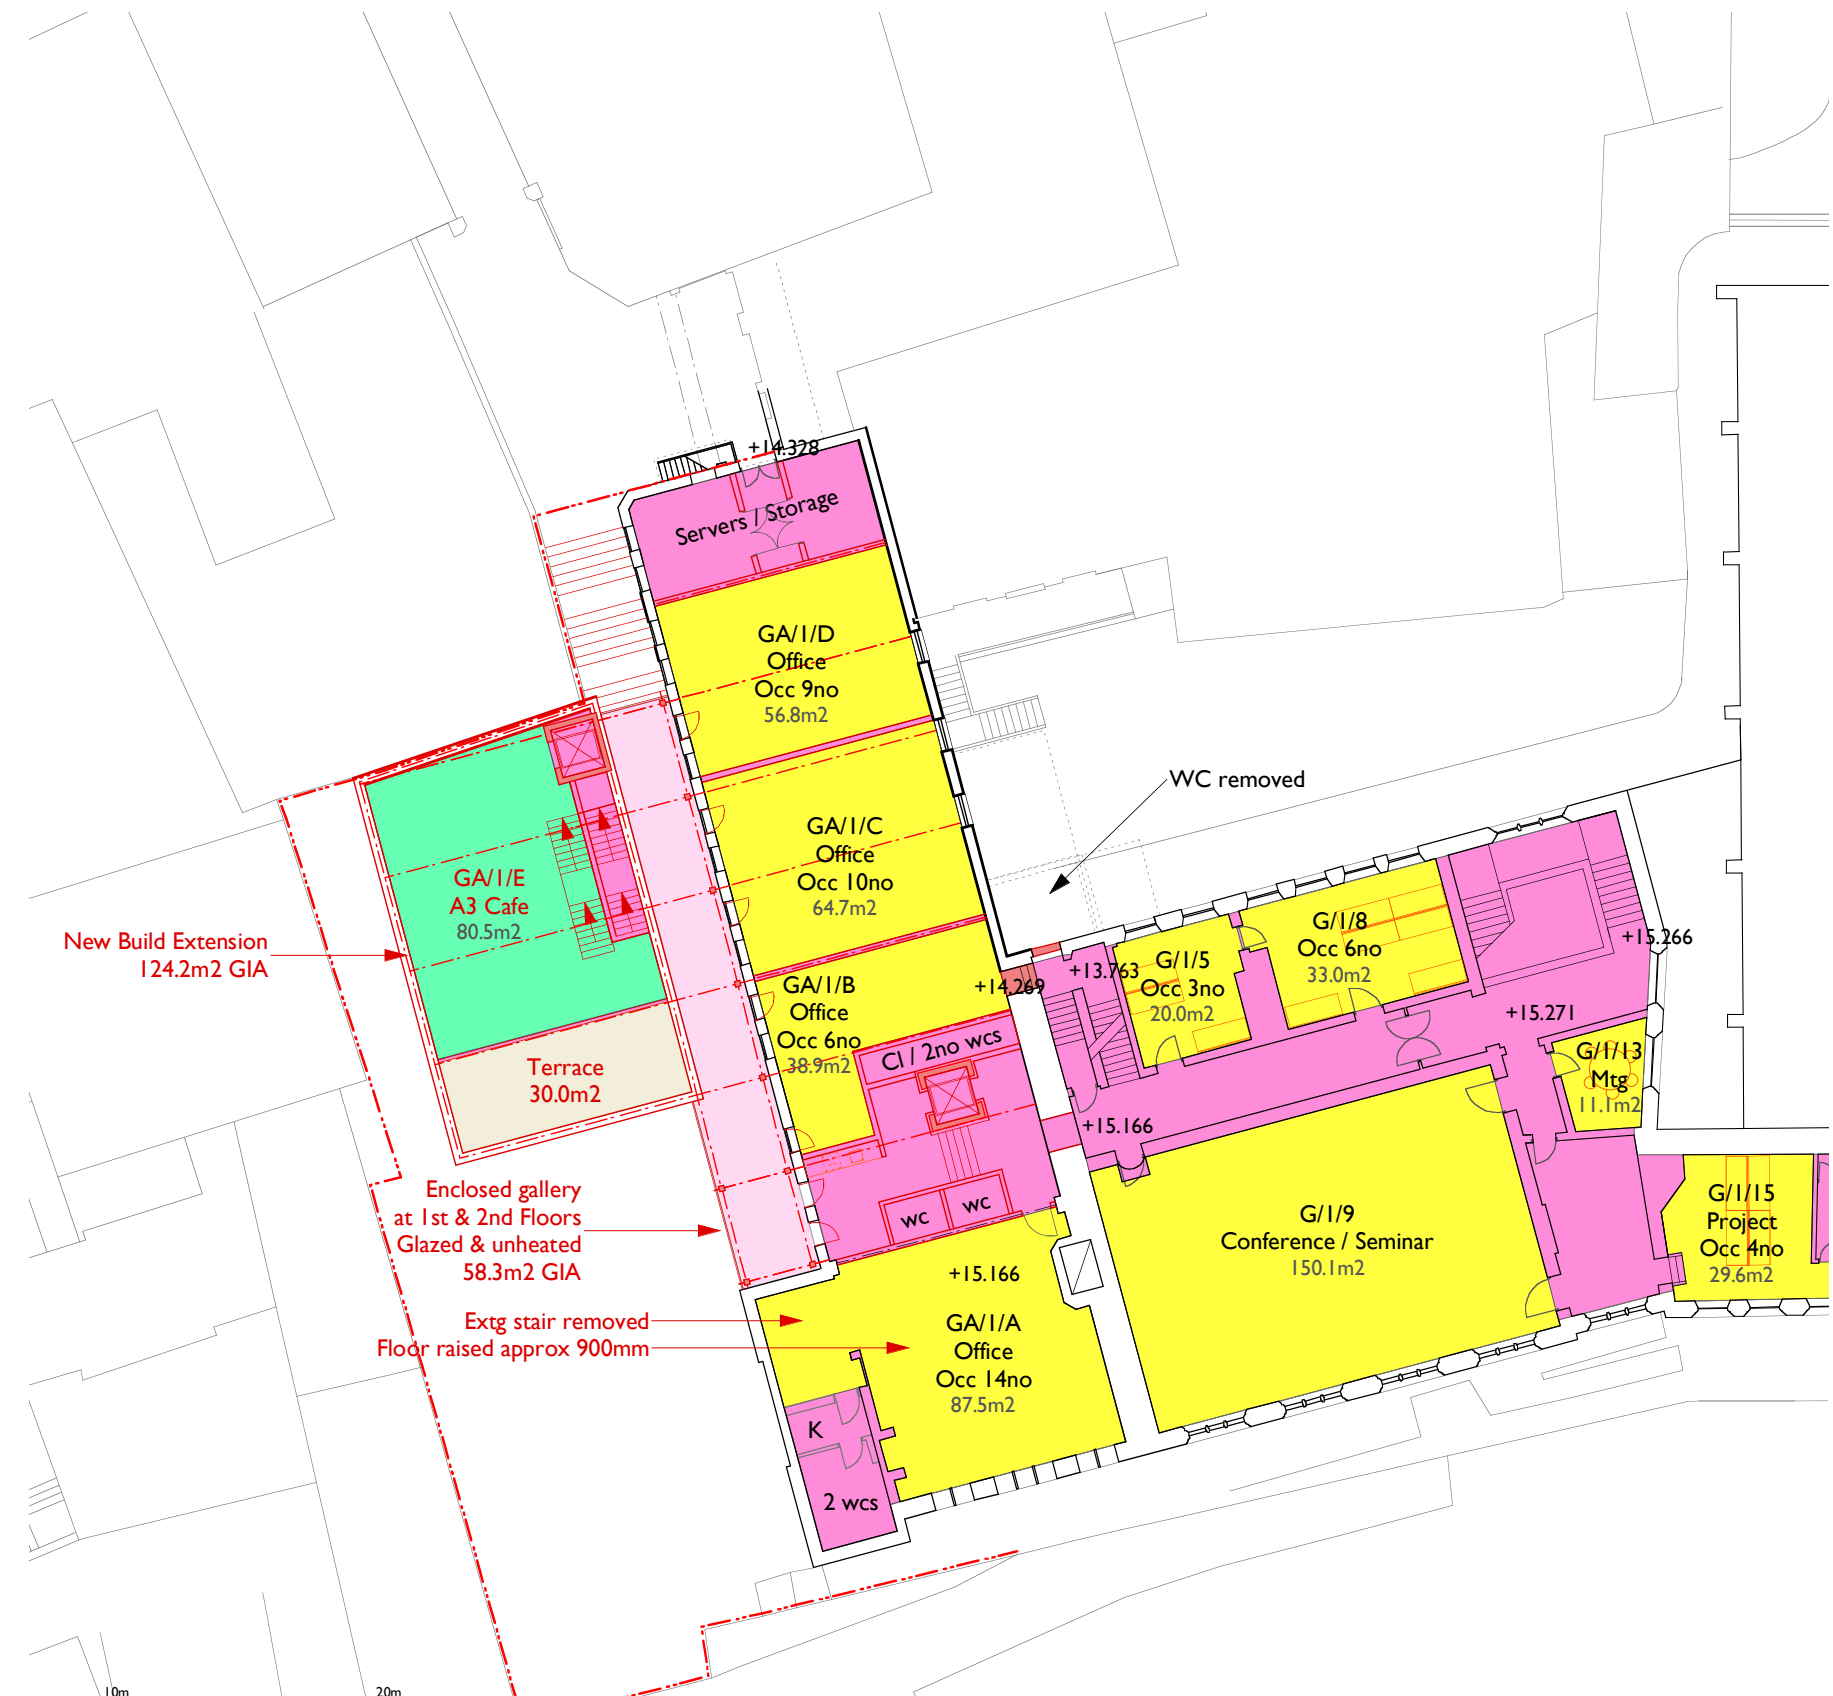 +14.328
Servers / Storage
GA/1/D
Office
Occ 9no
56.8m2
WC removed
GA/1/C
Office
Occ 10no
64.7m2
GA/1/E
A3 Cafe
80.5m2
New Build Extension
124.2m2 GIA
G/1/8
Occ 6no
33.0m2
+15.266
G/1/5
Occ 3no
20.0m2
+13.763
+14.269
GA/1/B
Office
Occ 6no
38.9m2
+15.271
Cl / 2no wcs
G/1/13
Mtg
11.1m2
Terrace
30.0m2
+15.166
Enclosed gallery
at 1st & 2nd Floors
Glazed & unheated
58.3m2 GIA
wc
wc
G/1/9
Conference / Seminar
150.1m2
G/1/15
Project
Occ 4no
29.6m2
+15.166
Extg stair removed
Floor raised approx 900mm
GA/1/A
Office
Occ 14no
87.5m2
K
2 wcs
10m
20m